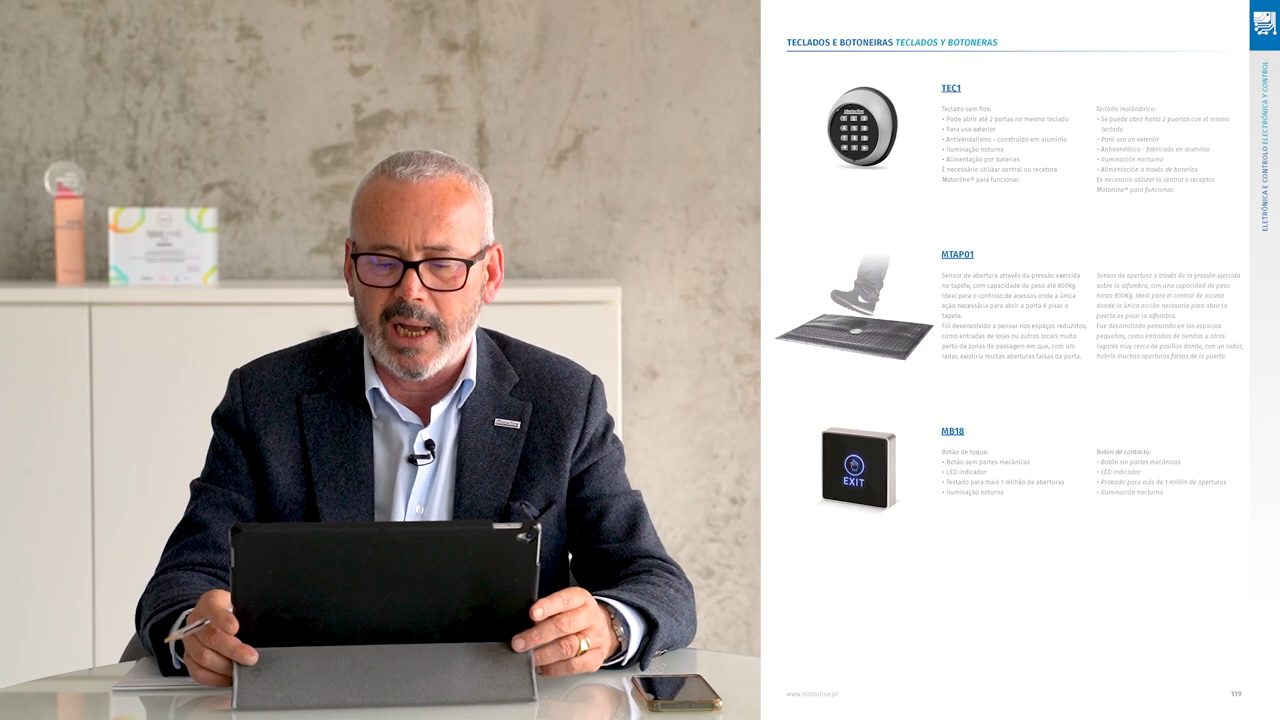 TECLADOS E BOTONEIRAS TECLADOS Y BOTONERAS
TEC1
Teclado sem fios:
• Pode abrir até 2 portas no mesmo teclado
• Para uso exterior
• Antivandalismo - construído em alumínio
• Iluminação noturna
• Alimentação por baterias
É necessário utilizar central ou recetora
Motorline® para funcionar.
Teclado inalámbrico:
• Se puede abrir hasta 2 puertas con el mismo
teclado
• Para uso en exterior
• Antivandálico - fabricado en aluminio
• Iluminación nocturna
• Alimentación a través de baterías
Es necesario utilizar la central o receptor
Motorline® para funcionar.
MTAP01
Sensor de abertura através da pressão exercida
no tapete, com capacidade de peso até 800Kg.
Ideal para o controlo de acessos onde a única
ação necessária para abrir a porta é pisar o
tapete.
Foi desenvolvido a pensar nos espaços reduzidos,
como entradas de lojas ou outros locais muito
perto de zonas de passagem em que, com um
radar, existiria muitas aberturas falsas da porta.
Sensor de apertura a través de la presión ejercida
sobre la alfombra, con una capacidad de peso
hasta 800Kg. Ideal para el control de acceso
donde la única acción necesaria para abrir la
puerta es pisar la alfombra.
Fue desarrollado pensando en los espacios
pequeños, como entradas de tiendas u otros
lugares muy cerca de pasillos donde, con un radar,
habría muchas aperturas falsas de la puerta.
MB18
Botão de toque:
• Botão sem partes mecânicas
• LED indicador
• Testado para mais 1 milhão de aberturas
• Iluminação noturna
Botón de contacto:
• Botón sin partes mecánicas
• LED indicador
• Probado para más de 1 millón de aperturas
• Iluminación nocturna
EXIT
www.motorline.pt
119
ELETRÓNICA E CONTROLO ELECTRÓNICA Y CONTROL